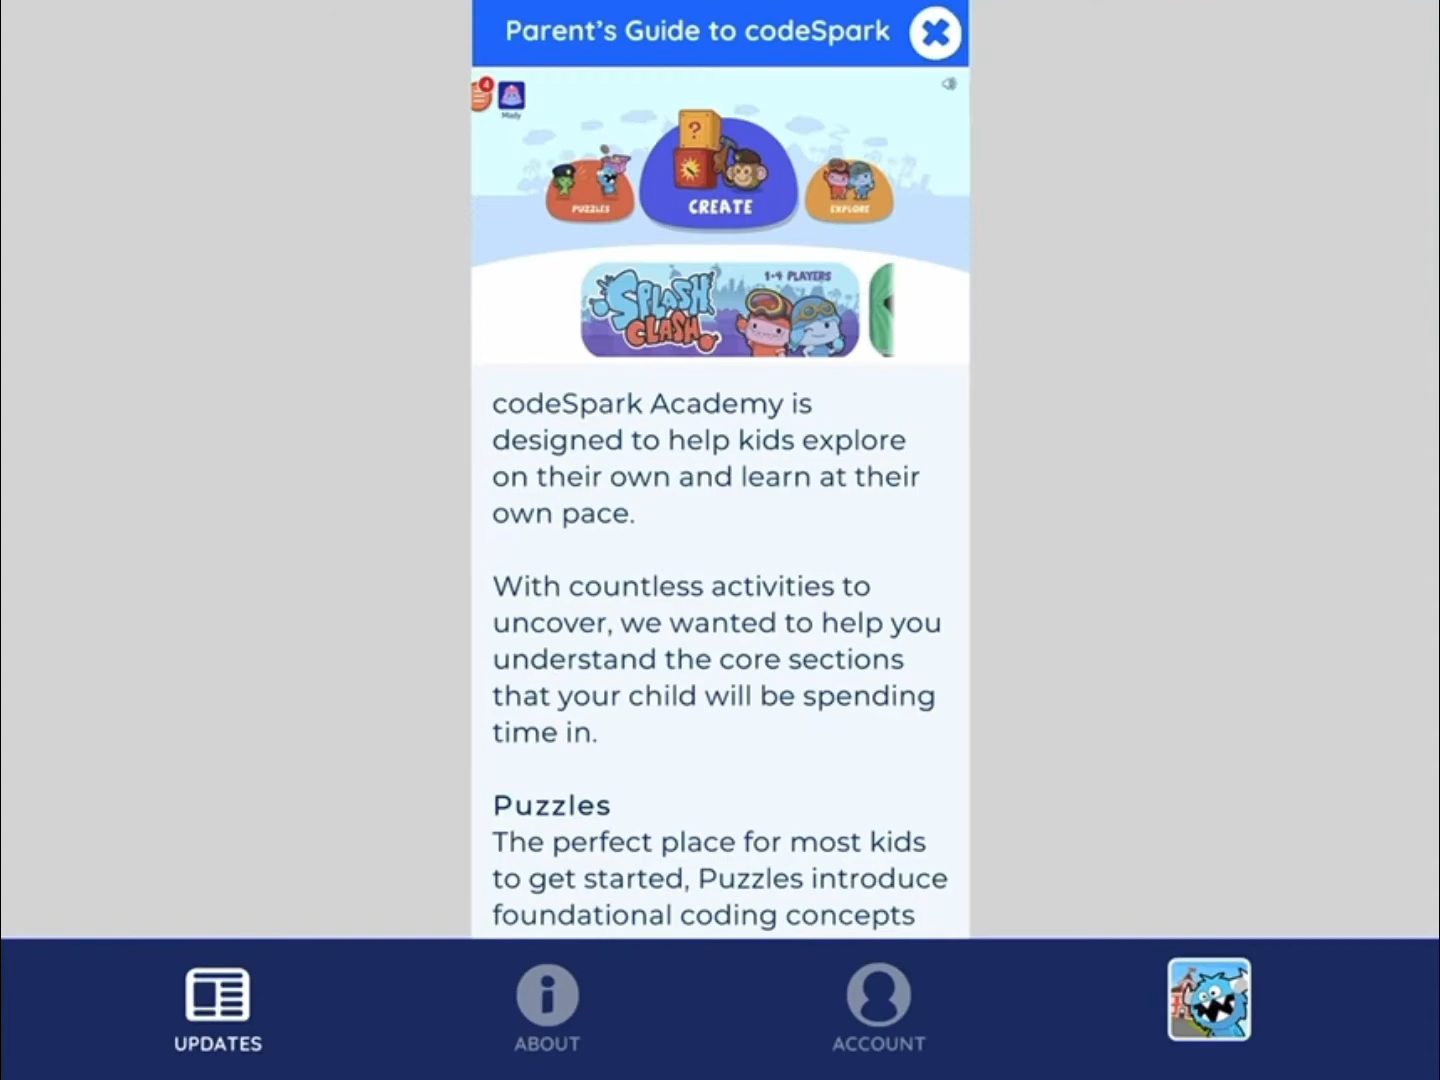 Parent's Guide to codeSpark
4
Mady
?
PUZZLES
CREATE
EXPLORE
SPLASH
CLASH
1-4 PLAYERS
codeSpark Academy is
designed to help kids explore
on their own and learn at their
own pace.
With countless activities to
uncover, we wanted to help you
understand the core sections
that your child will be spending
time in.
Puzzles
The perfect place for most kids
to get started, Puzzles introduce
foundational coding concepts
UPDATES
ABOUT
ACCOUNT